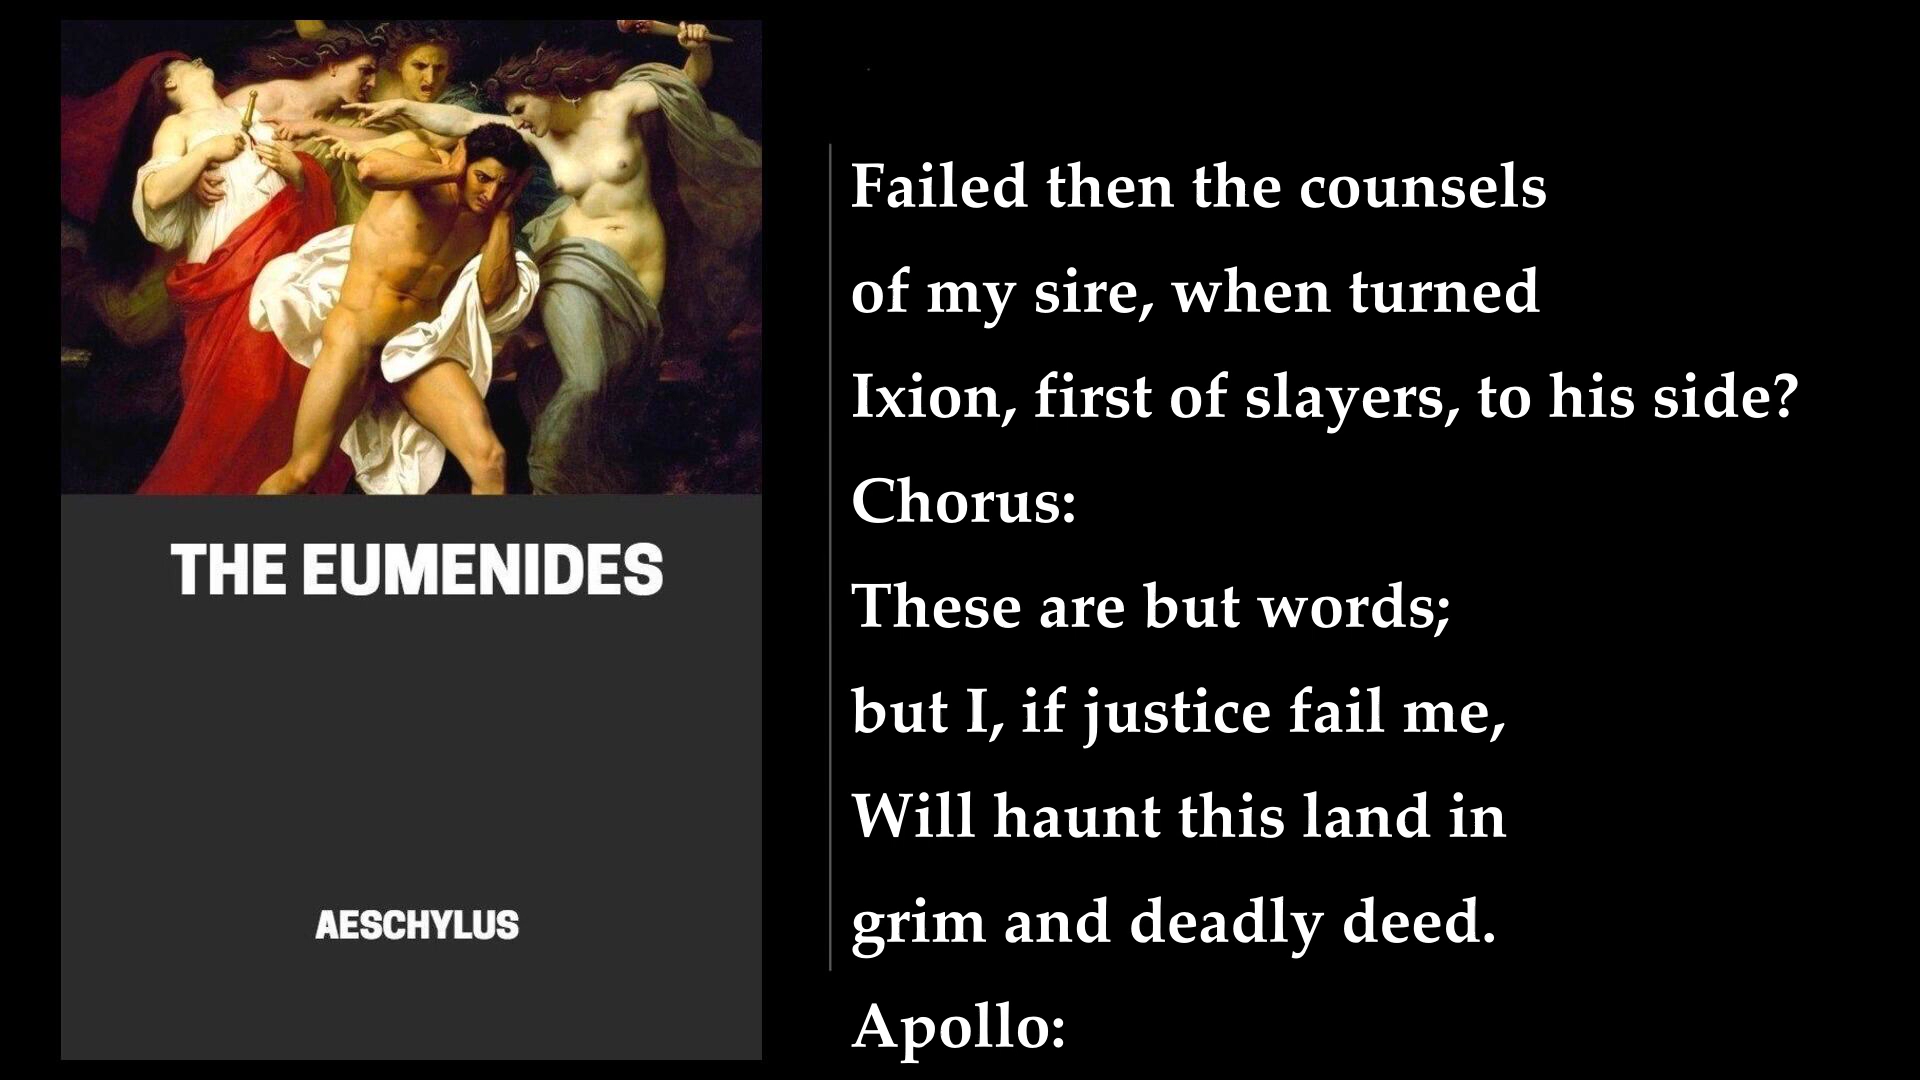 THE EUMENIDES
AESCHYLUS
Failed then the counsels
of my sire, when turned
Ixion, first of slayers, to his side?
Chorus:
These are but words;
but I, if justice fail me,
Will haunt this land in
grim and deadly deed.
Apollo: